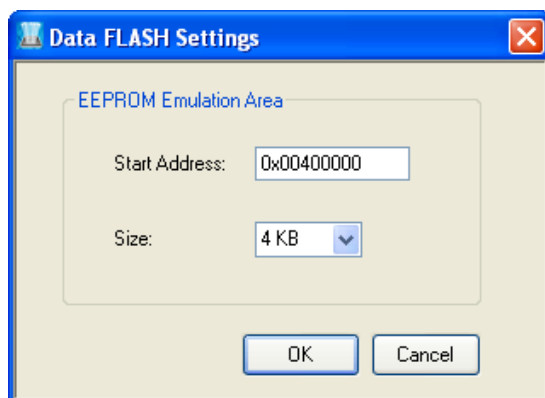 Data FLASH Settings
EEPROM Emulation Area
Start Address: 0x00400000
Size: 4 KB
OK Cancel